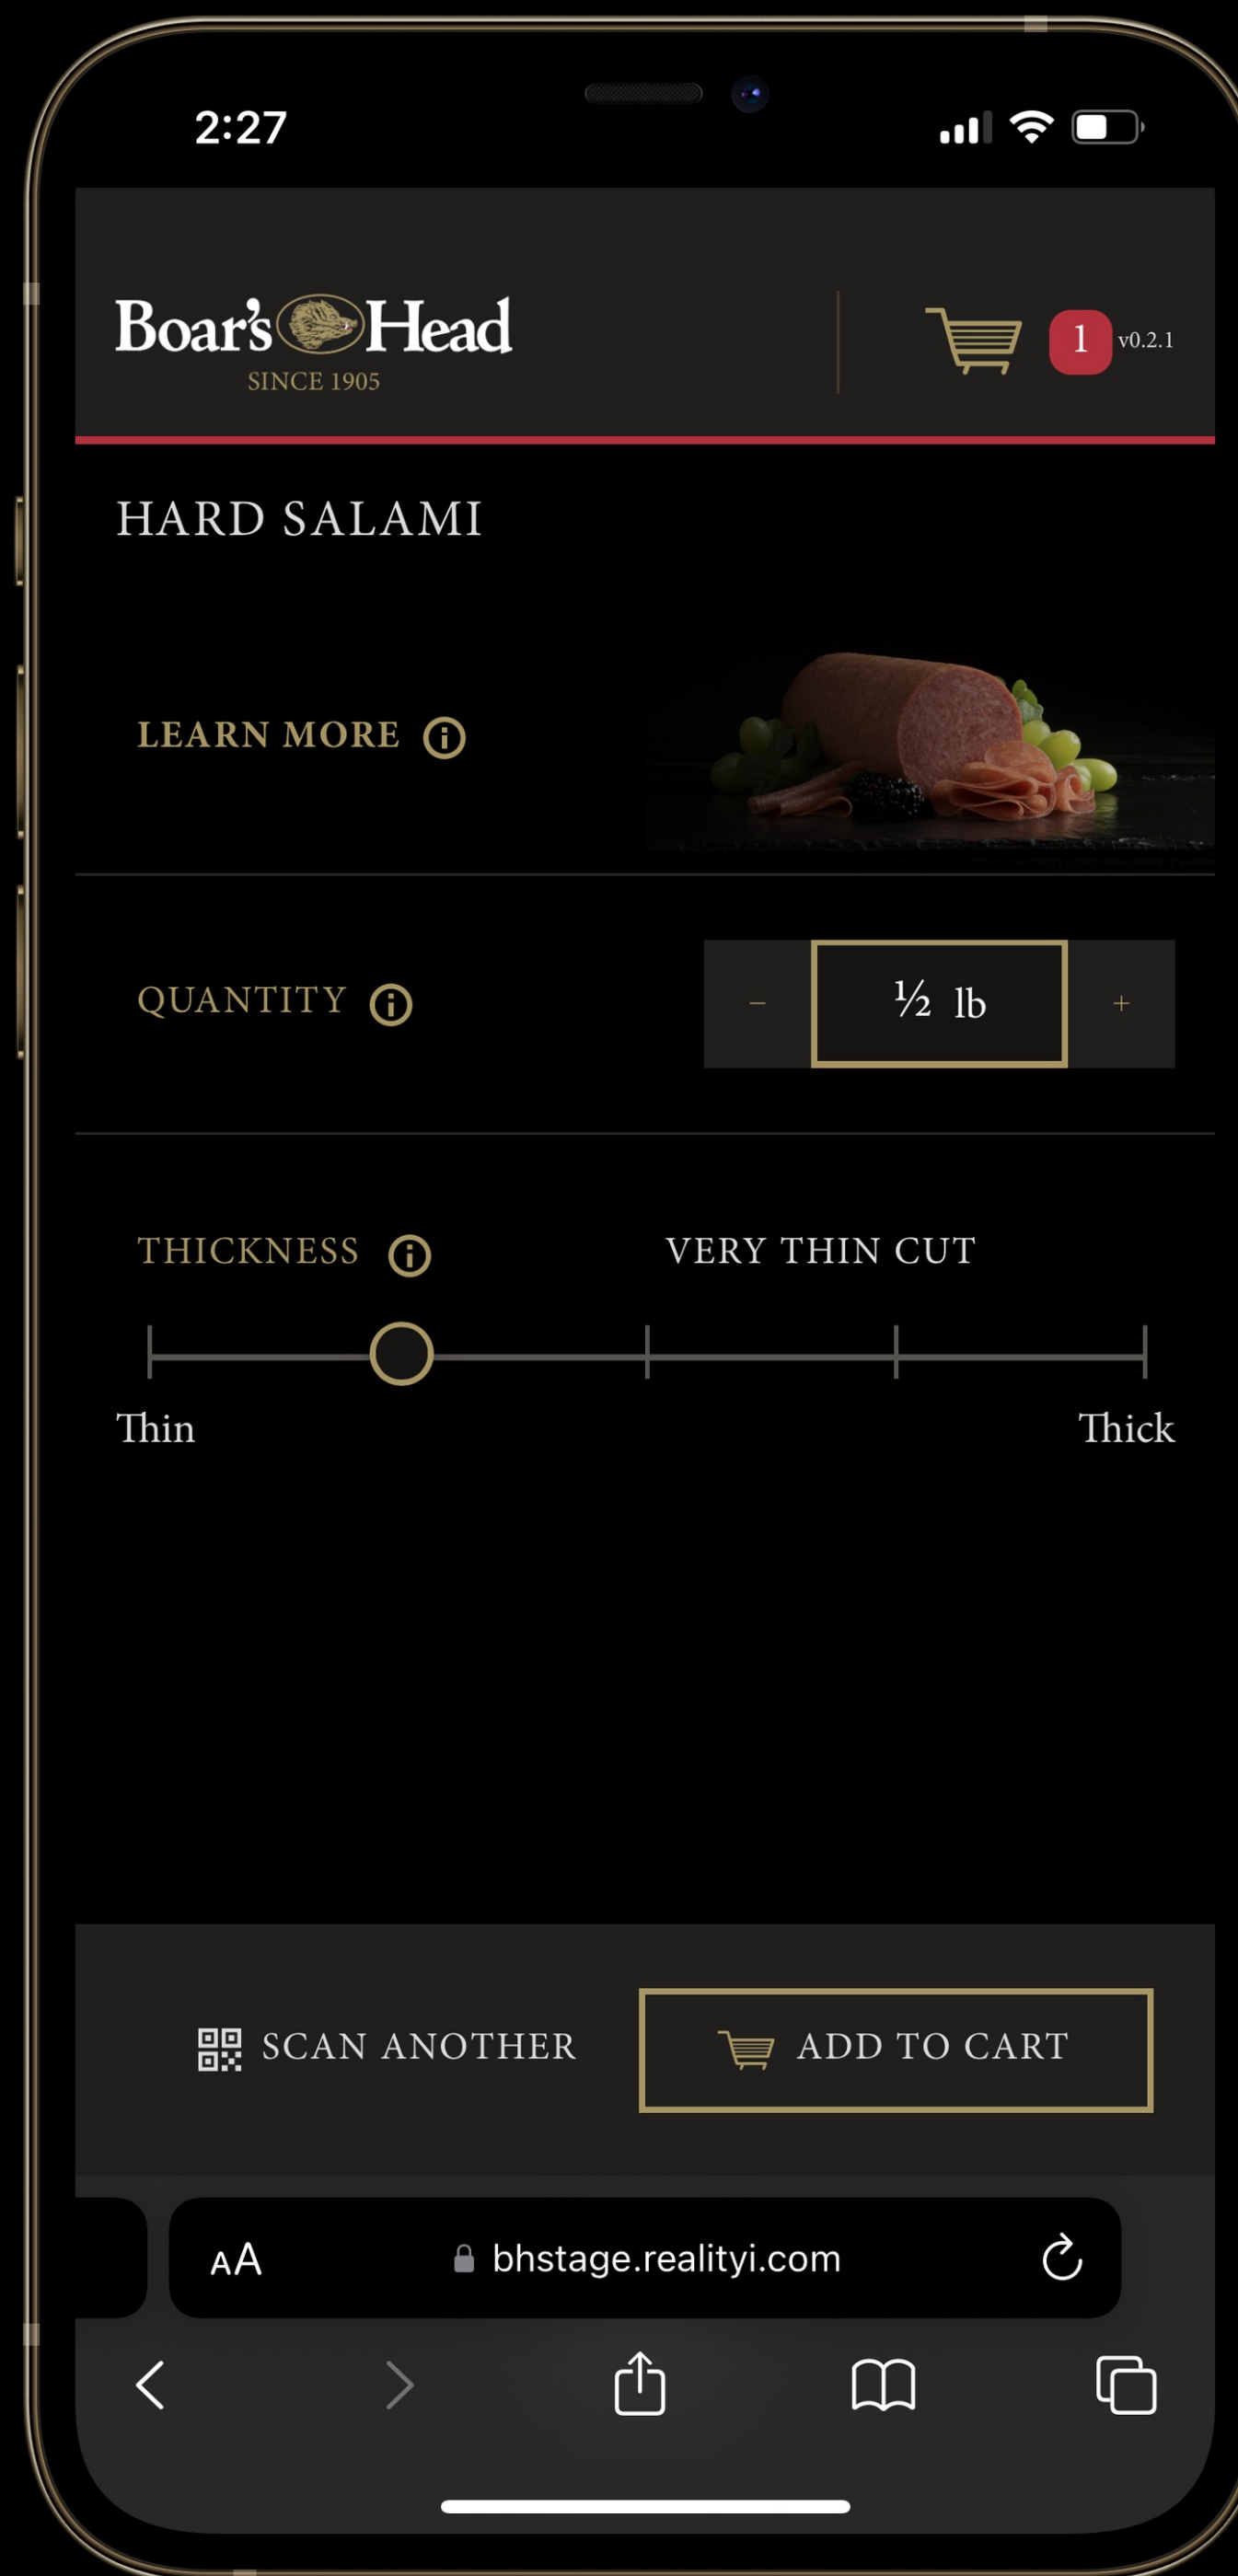 2:27
Boar's Head
SINCE 1905
1 v0.2.1
HARD SALAMI
LEARN MORE
QUANTITY
− ½ lb +
THICKNESS
VERY THIN CUT
Thin
Thick
SCAN ANOTHER
ADD TO CART
AA bhstage.realityi.com